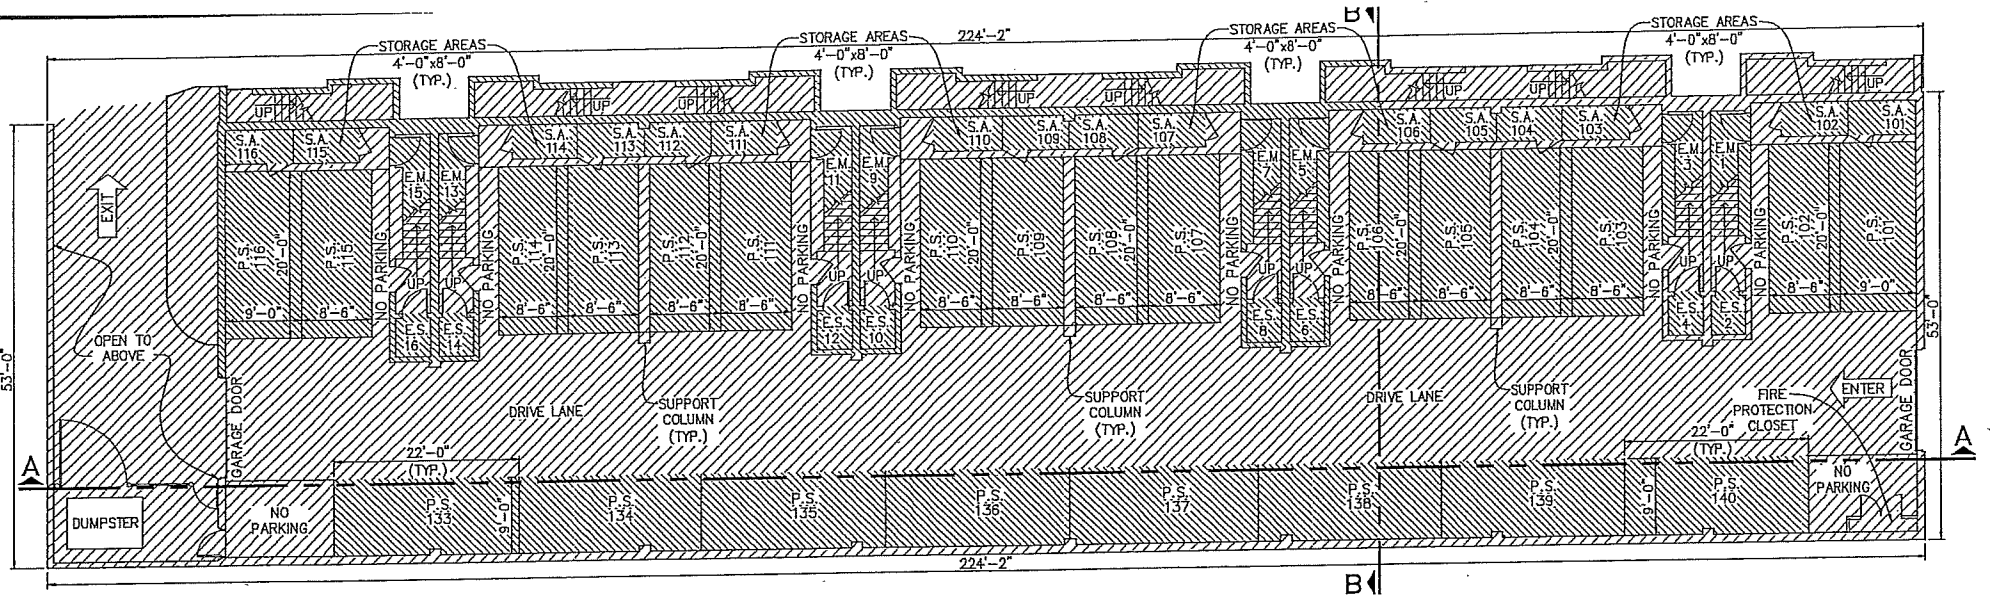 B
224'-2"
STORAGE AREAS
4'-0"x8'-0"
(TYP.)
STORAGE AREAS
4'-0"x8'-0"
(TYP.)
STORAGE AREAS
4'-0"x8'-0"
(TYP.)
STORAGE AREAS
4'-0"x8'-0"
(TYP.)
UP
UP
UP
UP
UP
UP
UP
UP
S.A.
116
S.A.
115
S.A.
114
S.A.
113
S.A.
112
S.A.
111
S.A.
110
S.A.
109
S.A.
108
S.A.
107
S.A.
106
S.A.
105
S.A.
104
S.A.
103
S.A.
102
S.A.
101
E.M.
15
E.M.
13
E.M.
11
E.M.
9
E.M.
7
E.M.
5
E.M.
3
E.M.
1
EXIT
P.S.
116
20'-0"
P.S.
115
NO PARKING
NO PARKING
P.S.
114
20'-0"
P.S.
113
P.S.
112
20'-0"
P.S.
111
NO PARKING
NO PARKING
P.S.
110
20'-0"
P.S.
109
P.S.
108
20'-0"
P.S.
107
NO PARKING
NO PARKING
P.S.
106
20'-0"
P.S.
105
P.S.
104
20'-0"
P.S.
103
NO PARKING
NO PARKING
P.S.
102
20'-0"
P.S.
101
UP
UP
UP
UP
UP
UP
UP
UP
9'-0"
8'-6"
8'-6"
8'-6"
8'-6"
8'-6"
8'-6"
8'-6"
8'-6"
8'-6"
8'-6"
8'-6"
8'-6"
8'-6"
8'-6"
9'-0"
E.S.
16
E.S.
14
E.S.
12
E.S.
10
E.S.
8
E.S.
6
E.S.
4
E.S.
2
53'-0"
53'-0"
OPEN TO
ABOVE
GARAGE DOOR
DRIVE LANE
SUPPORT
COLUMN
(TYP.)
SUPPORT
COLUMN
(TYP.)
DRIVE LANE
SUPPORT
COLUMN
(TYP.)
FIRE
PROTECTION
CLOSET
ENTER
GARAGE DOOR
A
A
22'-0"
(TYP.)
22'-0"
(TYP.)
DUMPSTER
NO
PARKING
P.S.
133
9'-0"
P.S.
134
P.S.
135
P.S.
136
P.S.
137
P.S.
138
P.S.
139
9'-0"
P.S.
140
NO
PARKING
224'-2"
B